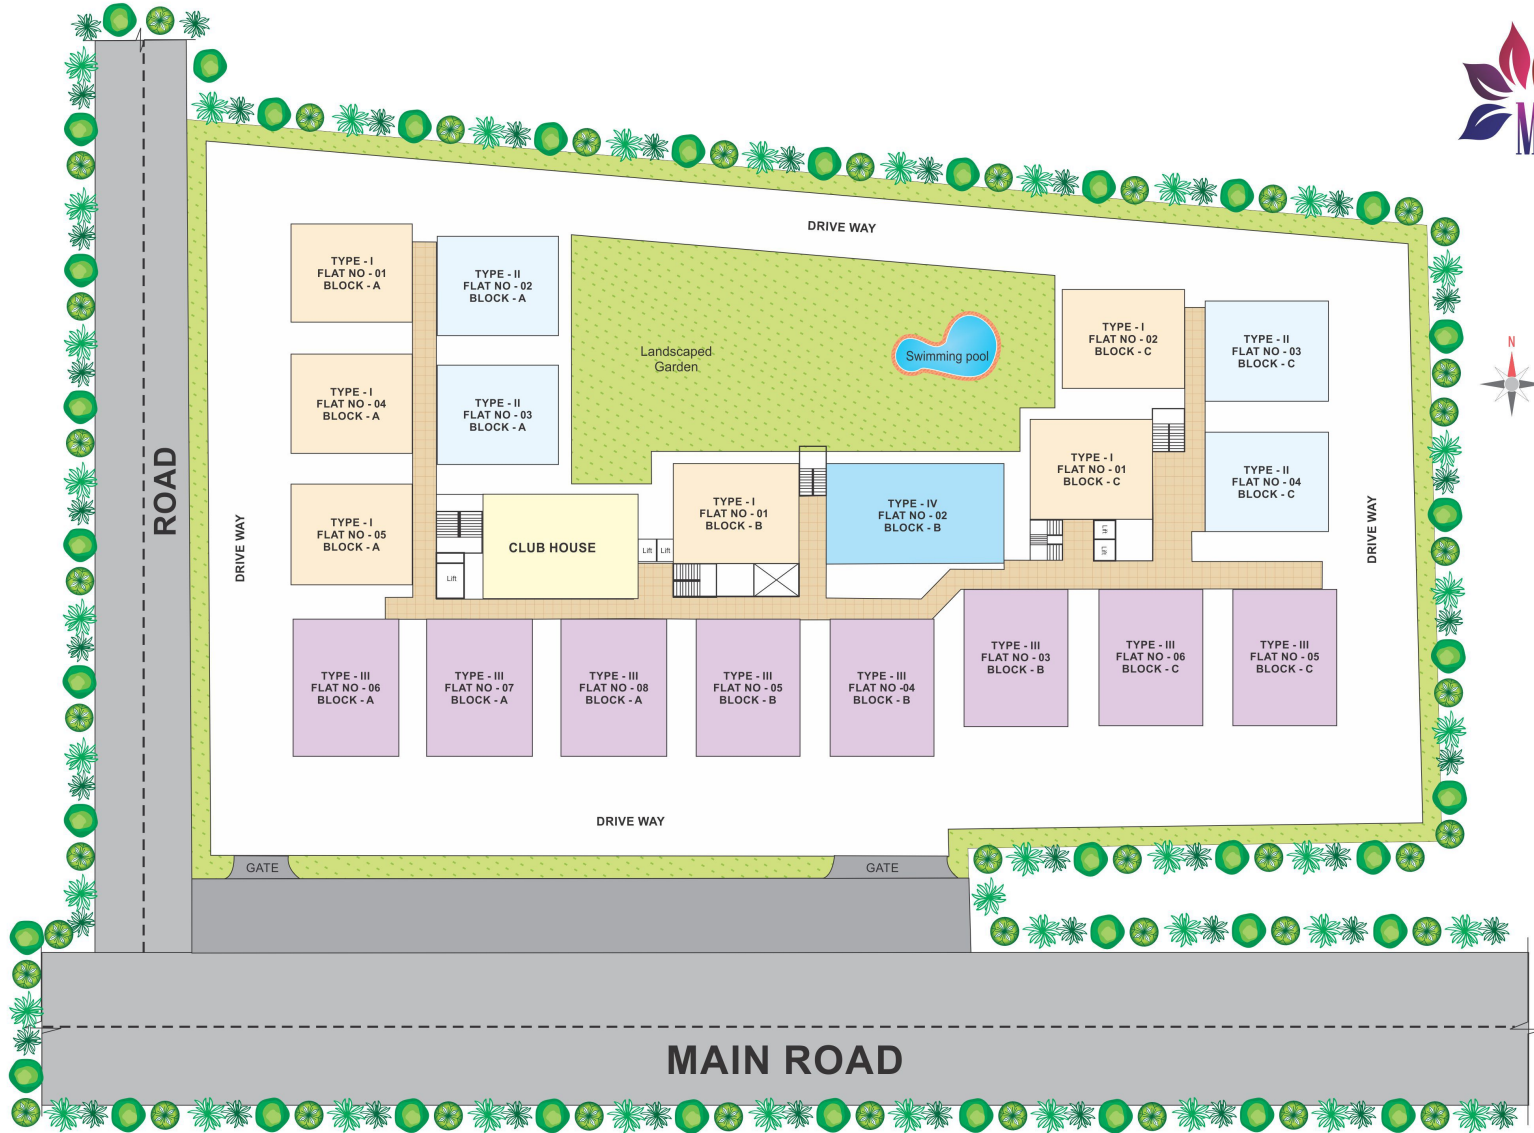 M
DRIVE WAY
TYPE - I
FLAT NO - 01
BLOCK - A
TYPE - II
FLAT NO - 02
BLOCK - A
TYPE - I
FLAT NO - 02
BLOCK - C
TYPE - II
FLAT NO - 03
BLOCK - C
Landscaped
Garden
Swimming pool
N
TYPE - I
FLAT NO - 04
BLOCK - A
TYPE - II
FLAT NO - 03
BLOCK - A
TYPE - I
FLAT NO - 01
BLOCK - C
TYPE - II
FLAT NO - 04
BLOCK - C
ROAD
DRIVE WAY
TYPE - I
FLAT NO - 05
BLOCK - A
CLUB HOUSE
Lift
Lift
Lift
TYPE - I
FLAT NO - 01
BLOCK - B
TYPE - IV
FLAT NO - 02
BLOCK - B
Lift
Lift
DRIVE WAY
TYPE - III
FLAT NO - 06
BLOCK - A
TYPE - III
FLAT NO - 07
BLOCK - A
TYPE - III
FLAT NO - 08
BLOCK - A
TYPE - III
FLAT NO - 05
BLOCK - B
TYPE - III
FLAT NO -04
BLOCK - B
TYPE - III
FLAT NO - 03
BLOCK - B
TYPE - III
FLAT NO - 06
BLOCK - C
TYPE - III
FLAT NO - 05
BLOCK - C
DRIVE WAY
GATE
GATE
MAIN ROAD